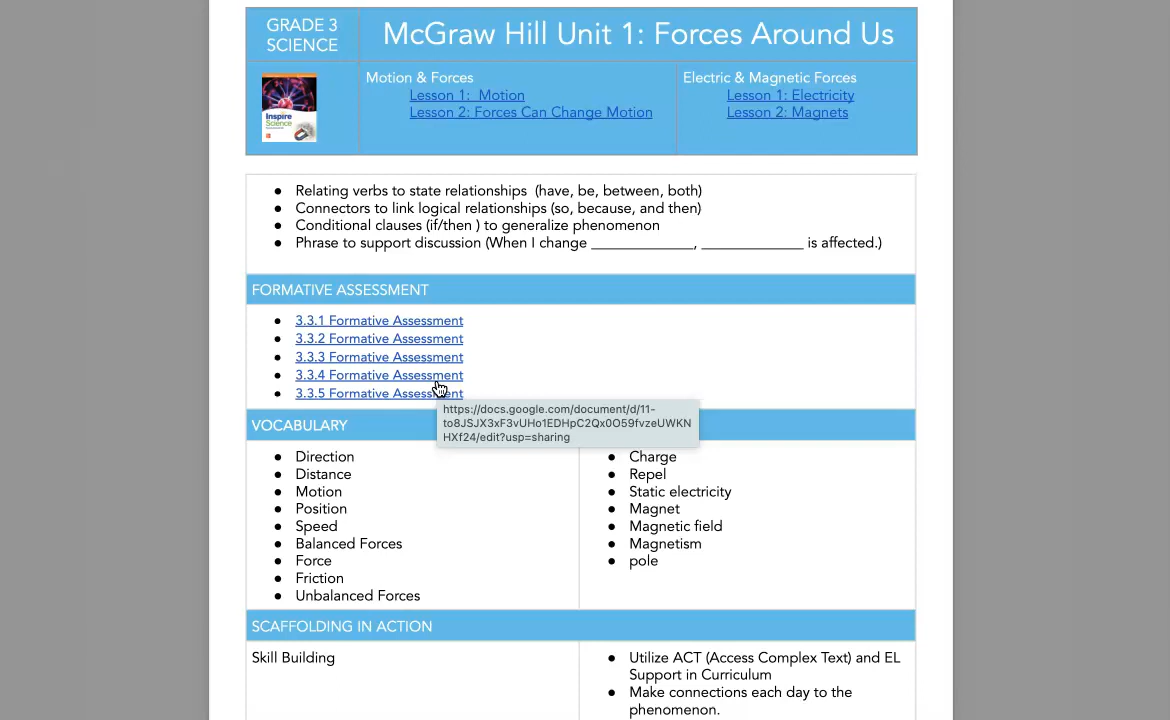 GRADE 3
SCIENCE
McGraw Hill Unit 1: Forces Around Us
Inspire
Science
Motion & Forces
Lesson 1:  Motion
Lesson 2: Forces Can Change Motion
Electric & Magnetic Forces
Lesson 1: Electricity
Lesson 2: Magnets
● Relating verbs to state relationships  (have, be, between, both)
● Connectors to link logical relationships (so, because, and then)
● Conditional clauses (if/then ) to generalize phenomenon
● Phrase to support discussion (When I change _____________, _____________ is affected.)
FORMATIVE ASSESSMENT
● 3.3.1 Formative Assessment
● 3.3.2 Formative Assessment
● 3.3.3 Formative Assessment
● 3.3.4 Formative Assessment
● 3.3.5 Formative Assessment
https://docs.google.com/document/d/11-
to8JSJX3xF3vUHo1EDHpC2Qx0O59fvzeUWKN
HXf24/edit?usp=sharing
VOCABULARY
● Direction
● Distance
● Motion
● Position
● Speed
● Balanced Forces
● Force
● Friction
● Unbalanced Forces
● Charge
● Repel
● Static electricity
● Magnet
● Magnetic field
● Magnetism
● pole
SCAFFOLDING IN ACTION
Skill Building
● Utilize ACT (Access Complex Text) and EL
Support in Curriculum
● Make connections each day to the
phenomenon.